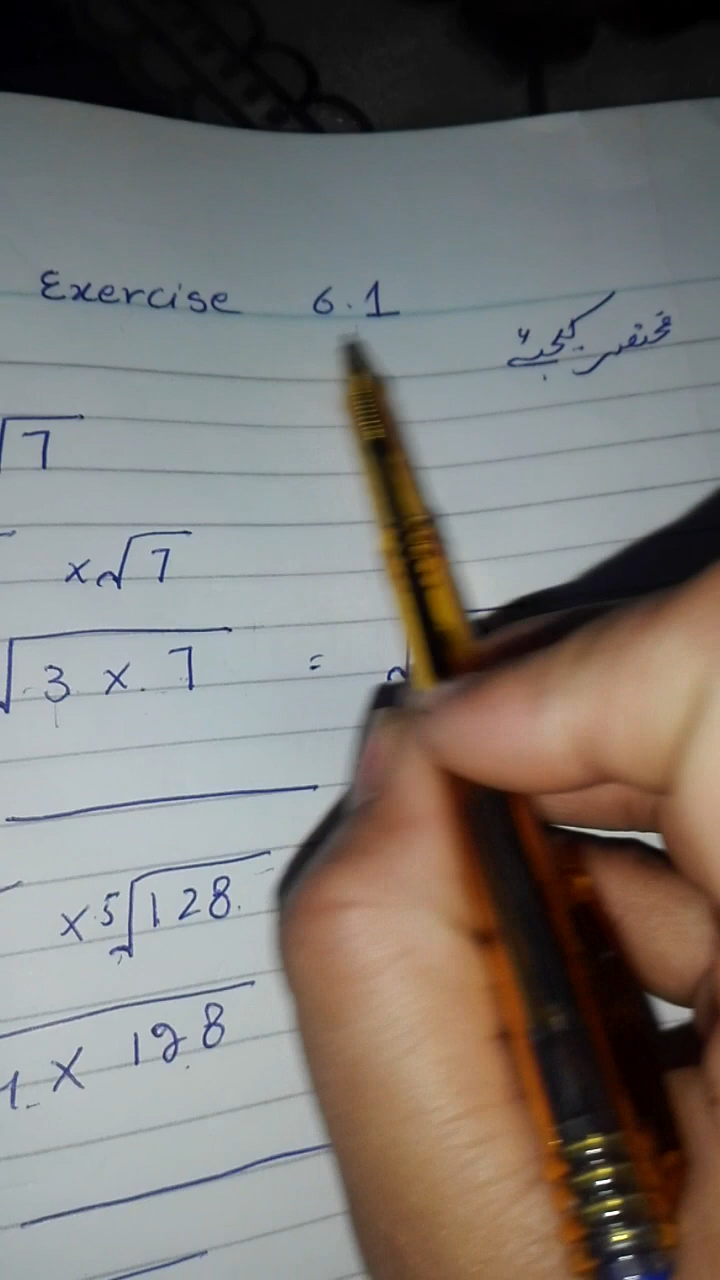 Exercise 6.1
مختصر کیجیے
√7
x √7
√3 x 7 = √
x 5√128
x 128